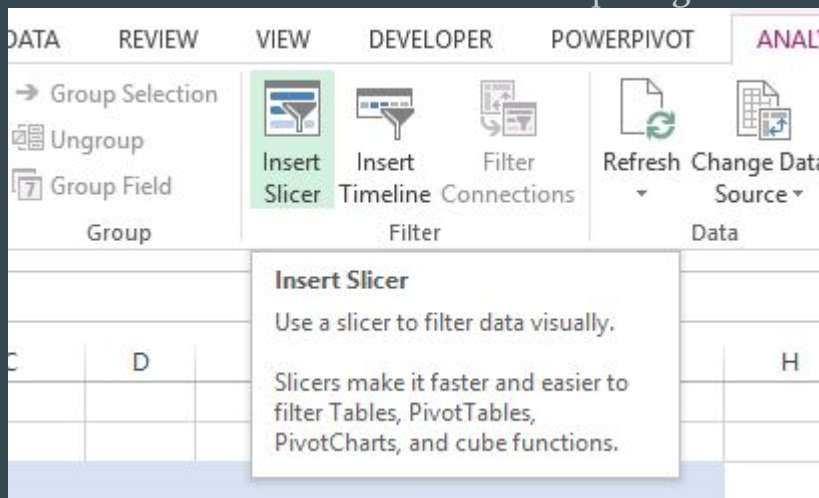 DATA REVIEW VIEW DEVELOPER POWERPIVOT ANALY
Group Selection
Ungroup
7 Group Field
Insert Slicer
Insert Timeline
Filter Connections
Refresh
Change Data Source
Group
Filter
Data
Insert Slicer
Use a slicer to filter data visually.
Slicers make it faster and easier to
filter Tables, PivotTables,
PivotCharts, and cube functions.
C D H